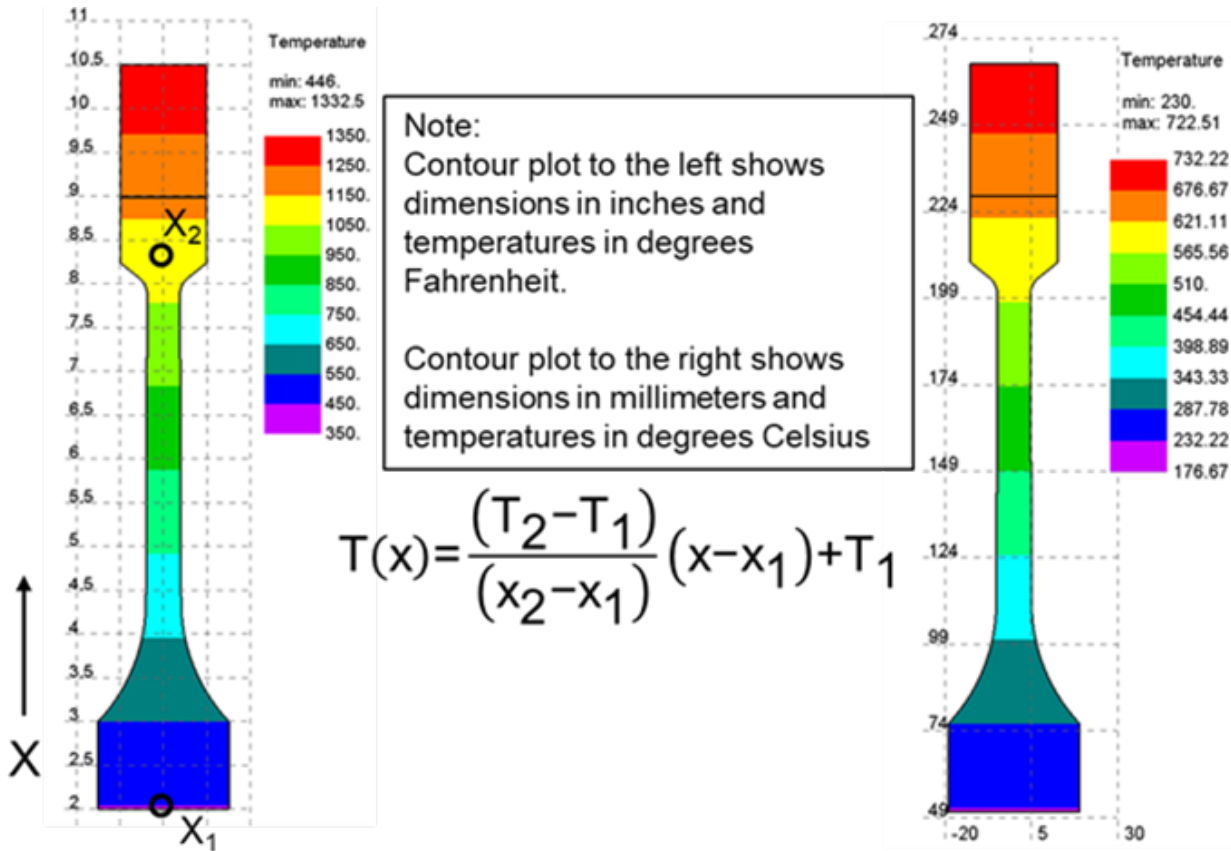 11
10.5
10
9.5
9
8.5
8
7.5
7
6.5
6
5.5
5
4.5
4
3.5
3
2.5
2
X
X₂
X₁
Temperature
min: 446.
max: 1332.5
1350.
1250.
1150.
1050.
950.
850.
750.
650.
550.
450.
350.
Note:
Contour plot to the left shows
dimensions in inches and
temperatures in degrees
Fahrenheit.
Contour plot to the right shows
dimensions in millimeters and
temperatures in degrees Celsius
T(x)=(T₂−T₁)/(x₂−x₁)(x−x₁)+T₁
274
249
224
199
174
149
124
99
74
49
-20 5 30
Temperature
min: 230.
max: 722.51
732.22
676.67
621.11
565.56
510.
454.44
398.89
343.33
287.78
232.22
176.67